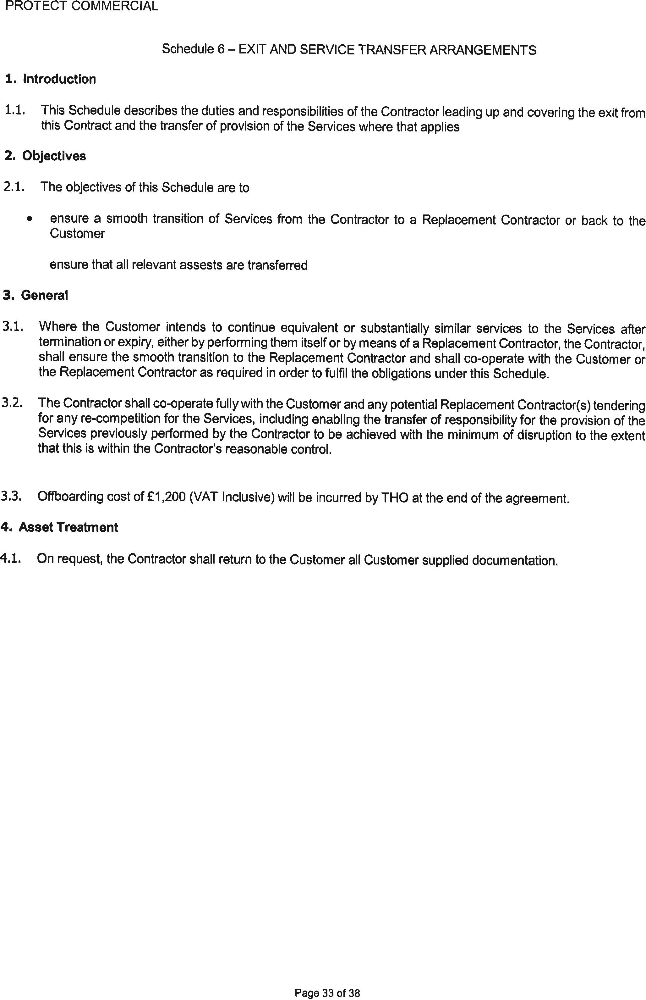 PROTECT COMMERCIAL
Schedule 6 – EXIT AND SERVICE TRANSFER ARRANGEMENTS
1. Introduction
1.1. This Schedule describes the duties and responsibilities of the Contractor leading up and covering the exit from
this Contract and the transfer of provision of the Services where that applies
2. Objectives
2.1. The objectives of this Schedule are to
• ensure a smooth transition of Services from the Contractor to a Replacement Contractor or back to the
Customer
ensure that all relevant assests are transferred
3. General
3.1. Where the Customer intends to continue equivalent or substantially similar services to the Services after
termination or expiry, either by performing them itself or by means of a Replacement Contractor, the Contractor,
shall ensure the smooth transition to the Replacement Contractor and shall co-operate with the Customer or
the Replacement Contractor as required in order to fulfil the obligations under this Schedule.
3.2. The Contractor shall co-operate fully with the Customer and any potential Replacement Contractor(s) tendering
for any re-competition for the Services, including enabling the transfer of responsibility for the provision of the
Services previously performed by the Contractor to be achieved with the minimum of disruption to the extent
that this is within the Contractor's reasonable control.
3.3. Offboarding cost of £1,200 (VAT Inclusive) will be incurred by THO at the end of the agreement.
4. Asset Treatment
4.1. On request, the Contractor shall return to the Customer all Customer supplied documentation.
Page 33 of 38